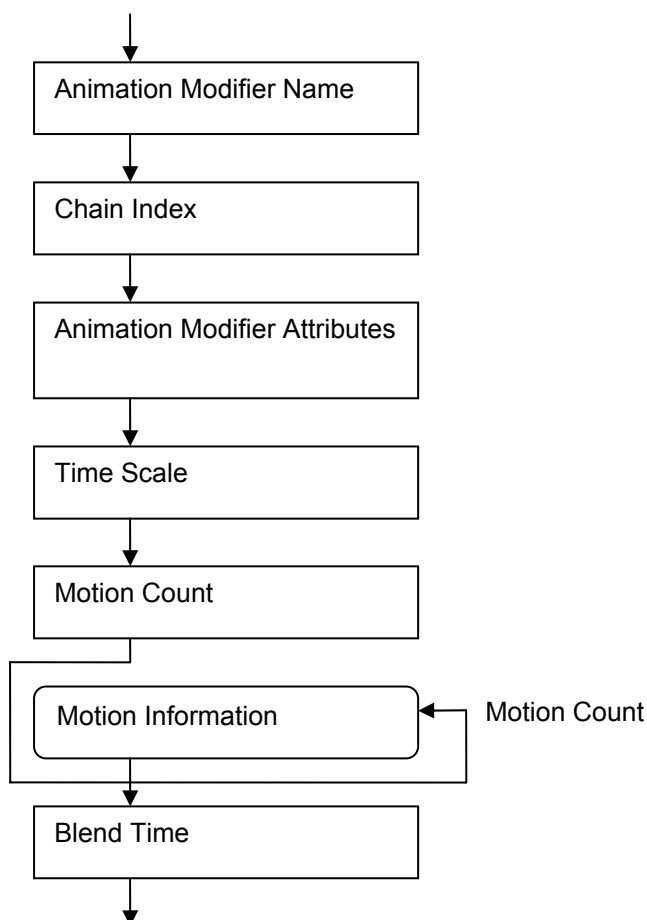 Animation Modifier Name
Chain Index
Animation Modifier Attributes
Time Scale
Motion Count
Motion Information
Motion Count
Blend Time